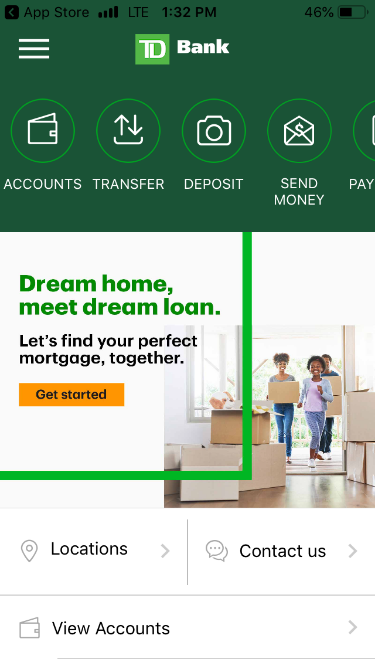 App Store LTE 1:32 PM 46%
TD Bank
ACCOUNTS TRANSFER DEPOSIT SEND MONEY PAY
Dream home,
meet dream loan.
Let's find your perfect
mortgage, together.
Get started
Locations Contact us
View Accounts